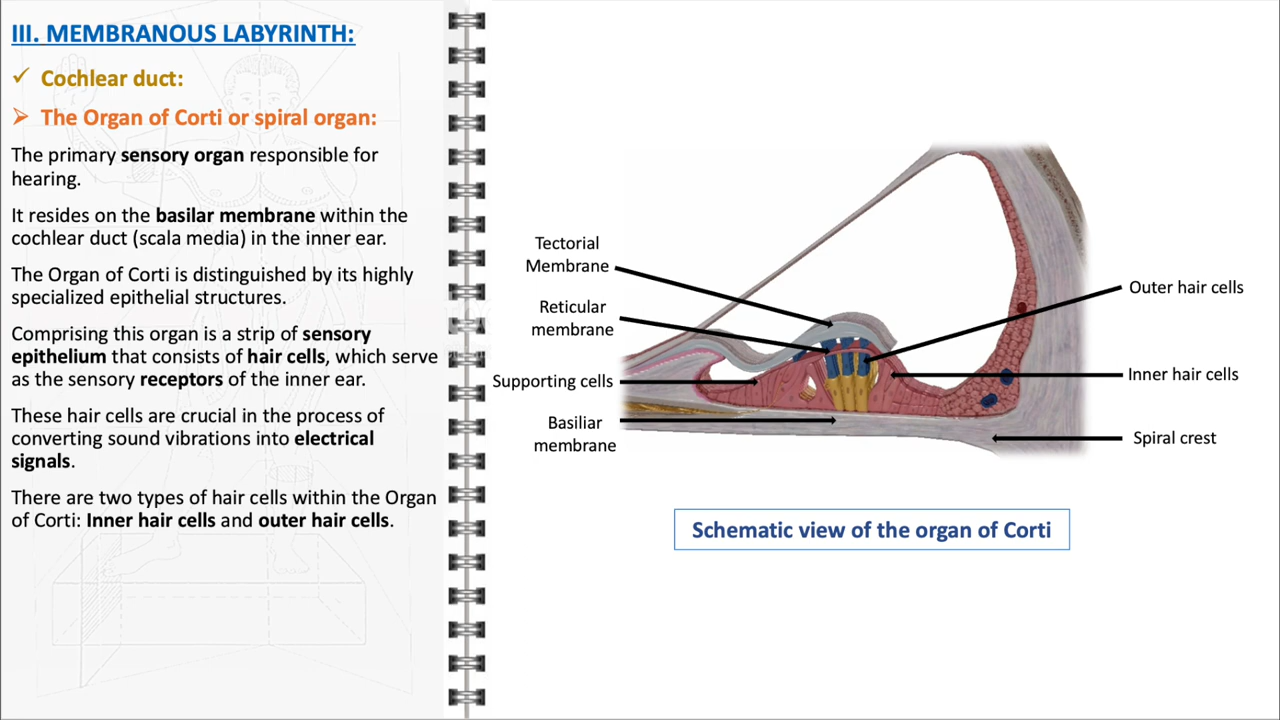 III. MEMBRANOUS LABYRINTH:
✓ Cochlear duct:
➢ The Organ of Corti or spiral organ:
The primary sensory organ responsible for
hearing.
It resides on the basilar membrane within the
cochlear duct (scala media) in the inner ear.
The Organ of Corti is distinguished by its highly
specialized epithelial structures.
Comprising this organ is a strip of sensory
epithelium that consists of hair cells, which serve
as the sensory receptors of the inner ear.
These hair cells are crucial in the process of
converting sound vibrations into electrical
signals.
There are two types of hair cells within the Organ
of Corti: Inner hair cells and outer hair cells.
Tectorial
Membrane
Reticular
membrane
Supporting cells
Basiliar
membrane
Outer hair cells
Inner hair cells
Spiral crest
Schematic view of the organ of Corti